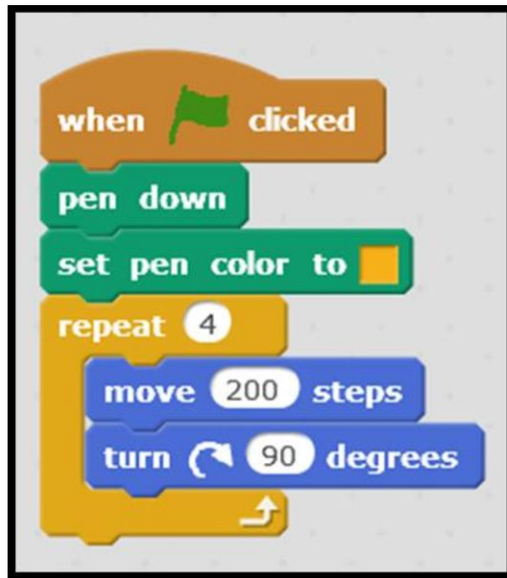 when clicked
pen down
set pen color to
repeat 4
move 200 steps
turn 90 degrees